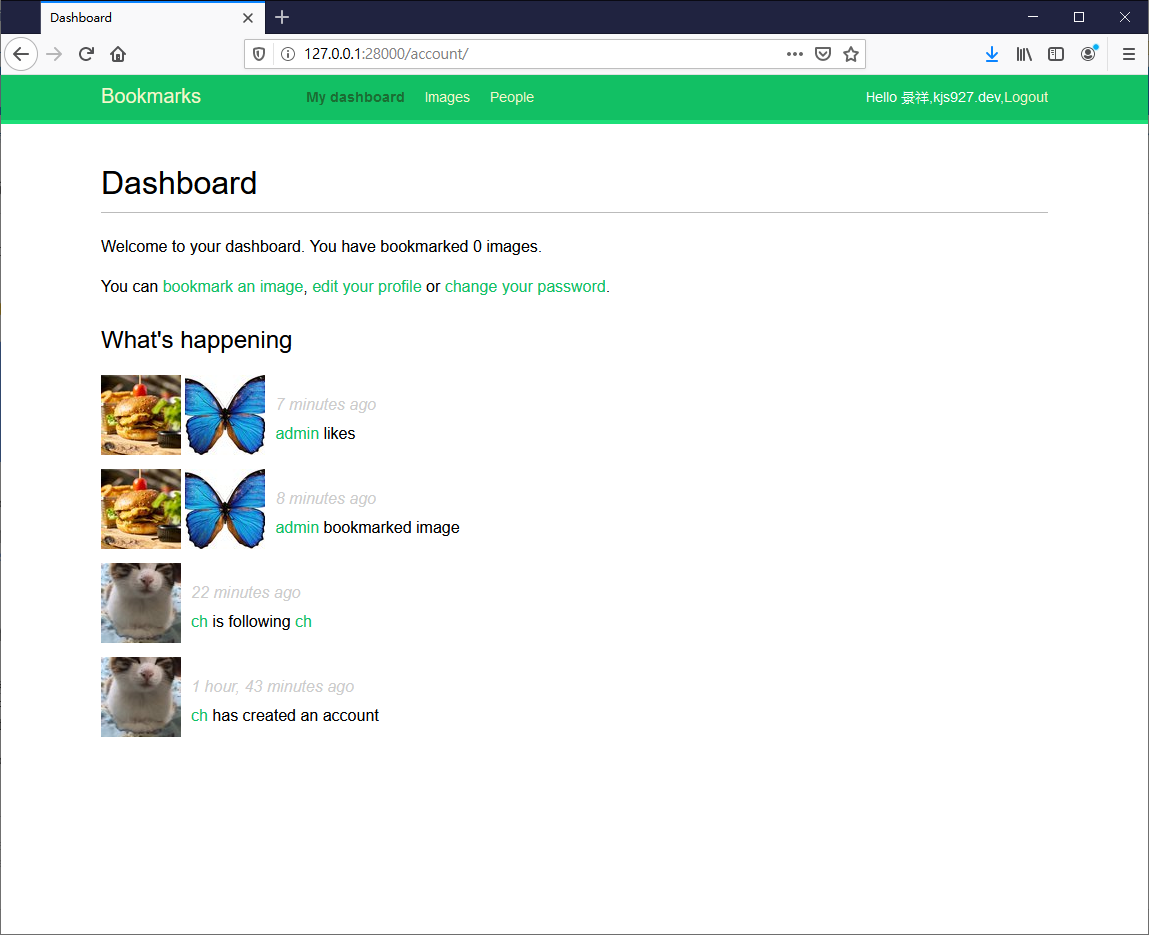 Dashboard
127.0.0.1:28000/account/
Bookmarks My dashboard Images People Hello 景祥,kjs927.dev,Logout
Dashboard
Welcome to your dashboard. You have bookmarked 0 images.
You can bookmark an image, edit your profile or change your password.
What's happening
7 minutes ago
admin likes
8 minutes ago
admin bookmarked image
22 minutes ago
ch is following ch
1 hour, 43 minutes ago
ch has created an account